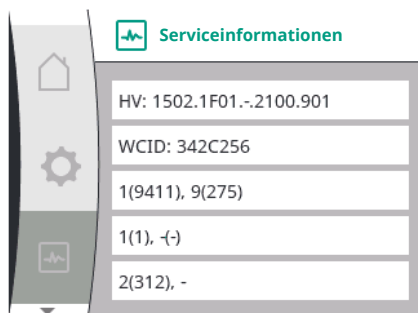 Serviceinformationen
HV: 1502.1F01.-.2100.901
WCID: 342C256
1(9411), 9(275)
1(1), -(-)
2(312), -